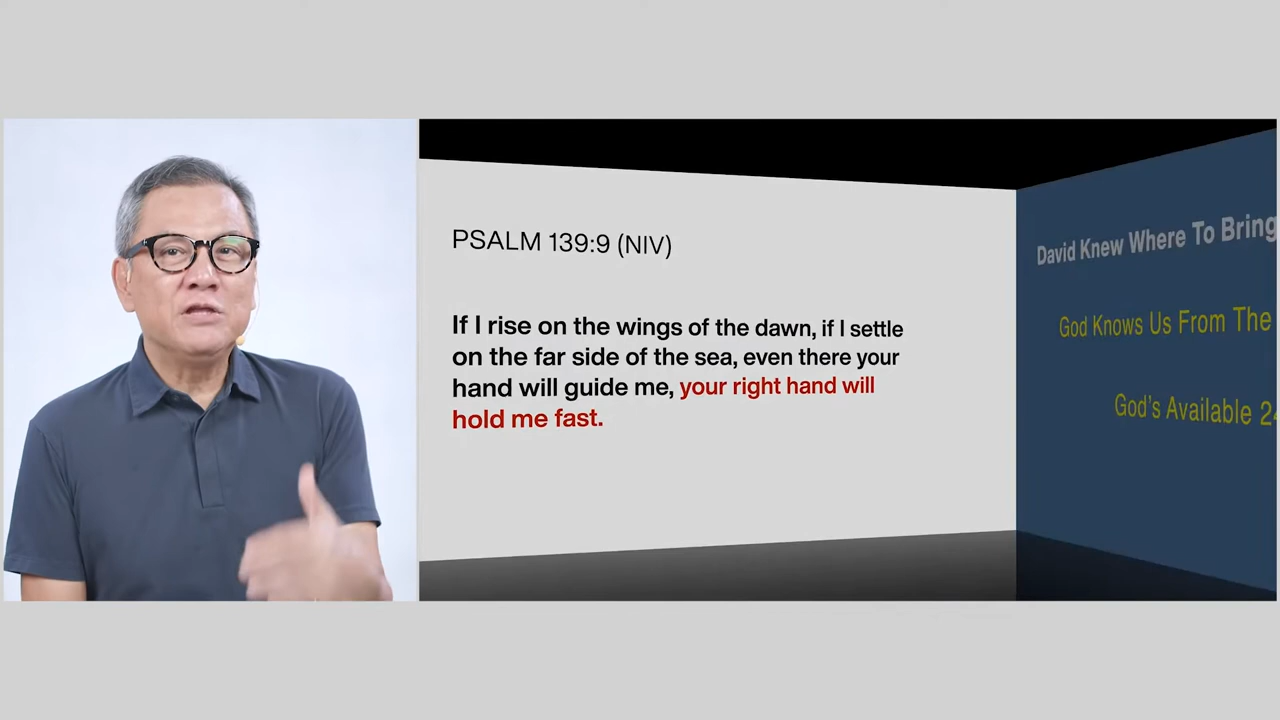 PSALM 139:9 (NIV)
If I rise on the wings of the dawn, if I settle
on the far side of the sea, even there your
hand will guide me, your right hand will
hold me fast.
David Knew Where To Bring
God Knows Us From The
God's Available